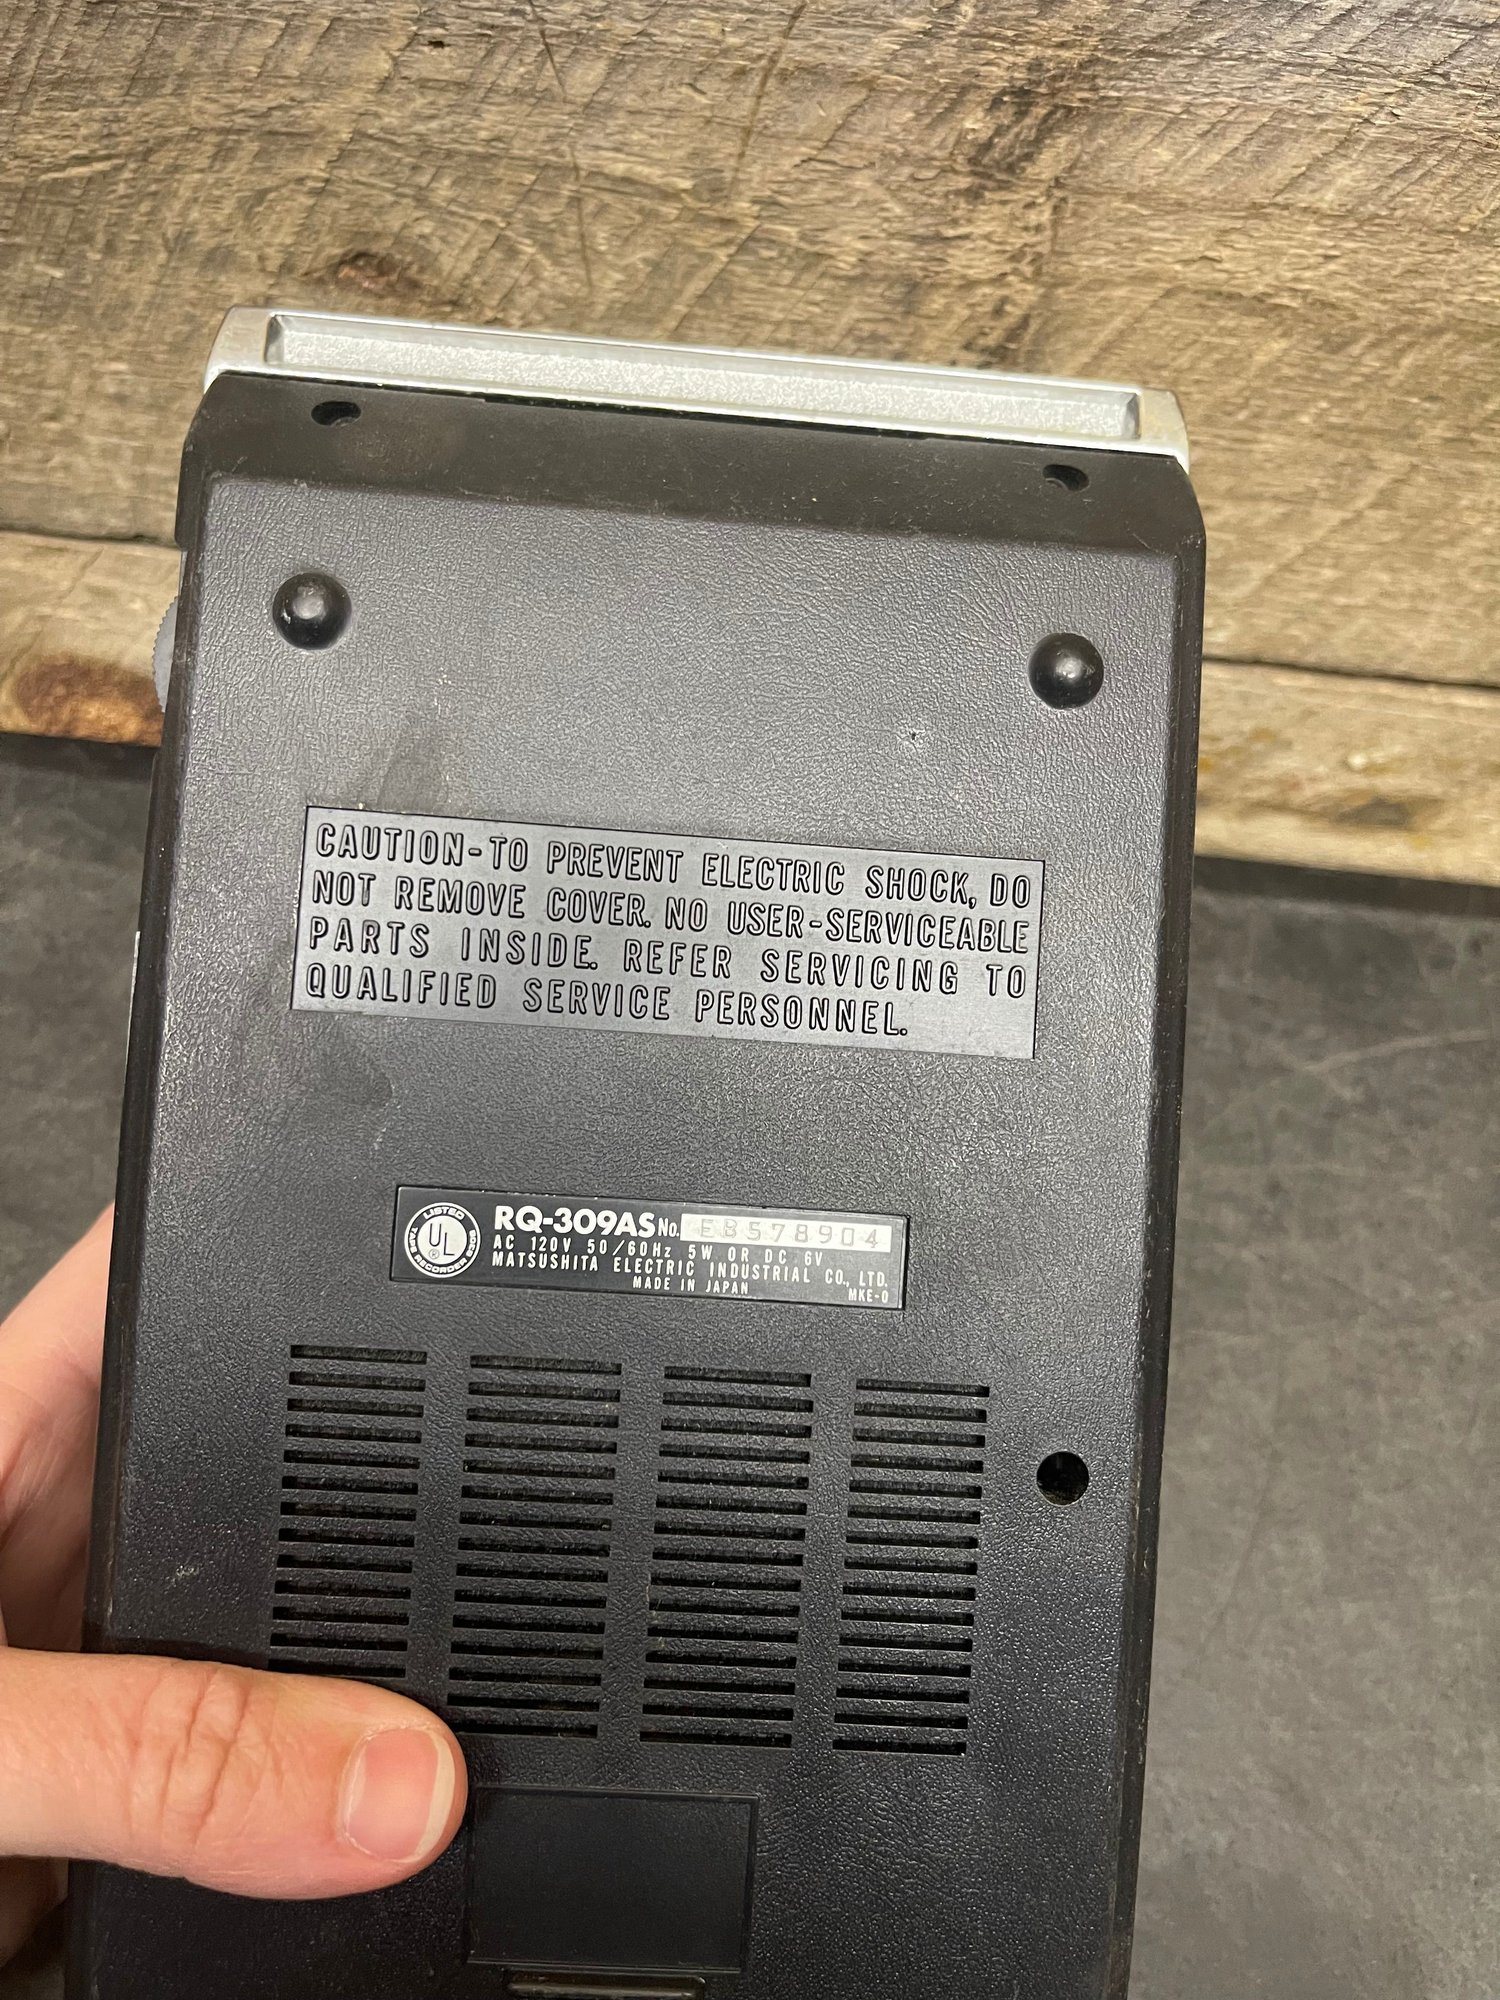 CAUTION-TO PREVENT ELECTRIC SHOCK, DO
NOT REMOVE COVER. NO USER-SERVICEABLE
PARTS INSIDE. REFER SERVICING TO
QUALIFIED SERVICE PERSONNEL.
LISTED
UL
®
TAPE RECORDER
RQ-309AS No. EB578904
AC 120V 50/60Hz 5W OR DC 6V
MATSUSHITA ELECTRIC INDUSTRIAL CO., LTD.
MADE IN JAPAN MKE-0